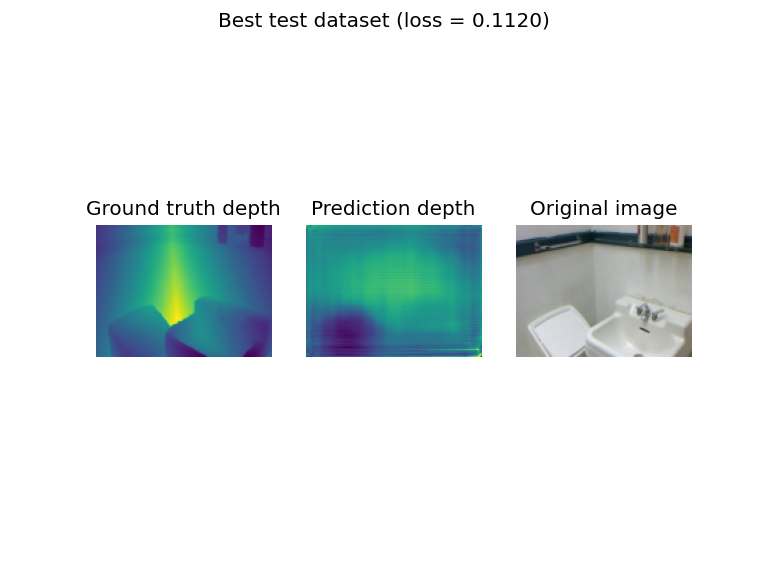 Best test dataset (loss = 0.1120)
Ground truth depth
Prediction depth
Original image